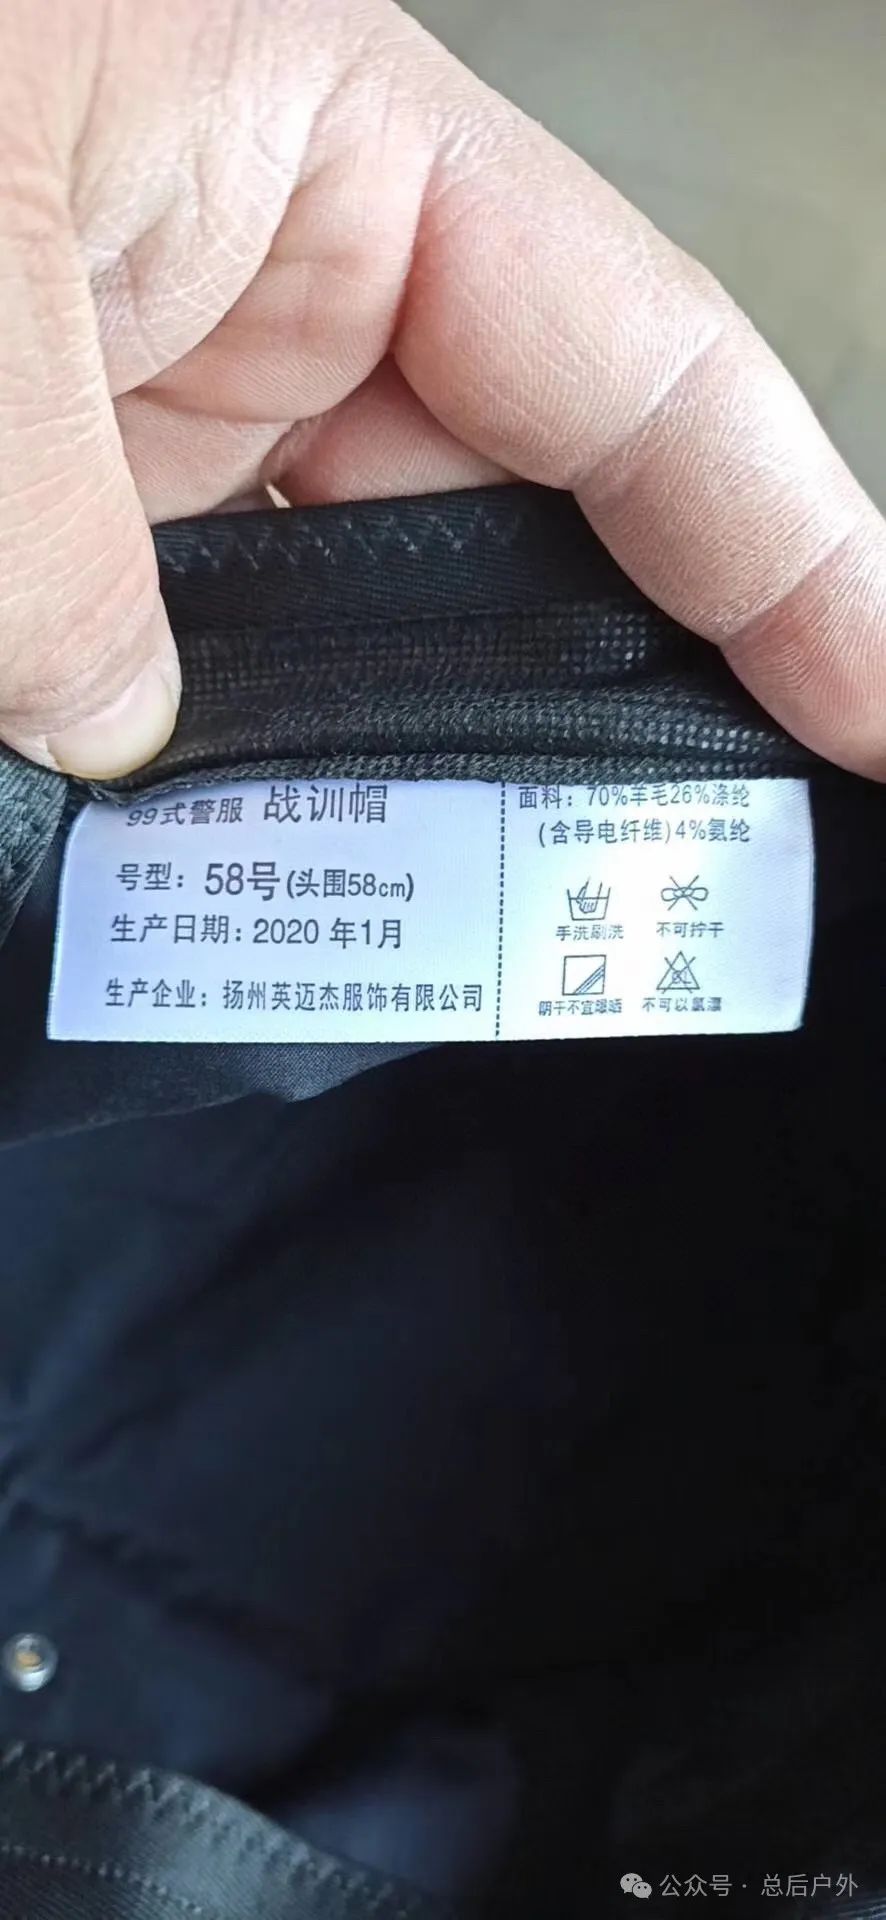 99式警服 战训帽
号型：58号(头围58cm)
生产日期：2020 年1月
生产企业：扬州英迈杰服饰有限公司
面料：70%羊毛26%涤纶
(含导电纤维)4%氨纶
手洗刷洗 不可拧干
CL
阴干不宜曝晒 不可以氯漂
公众号 · 总后户外